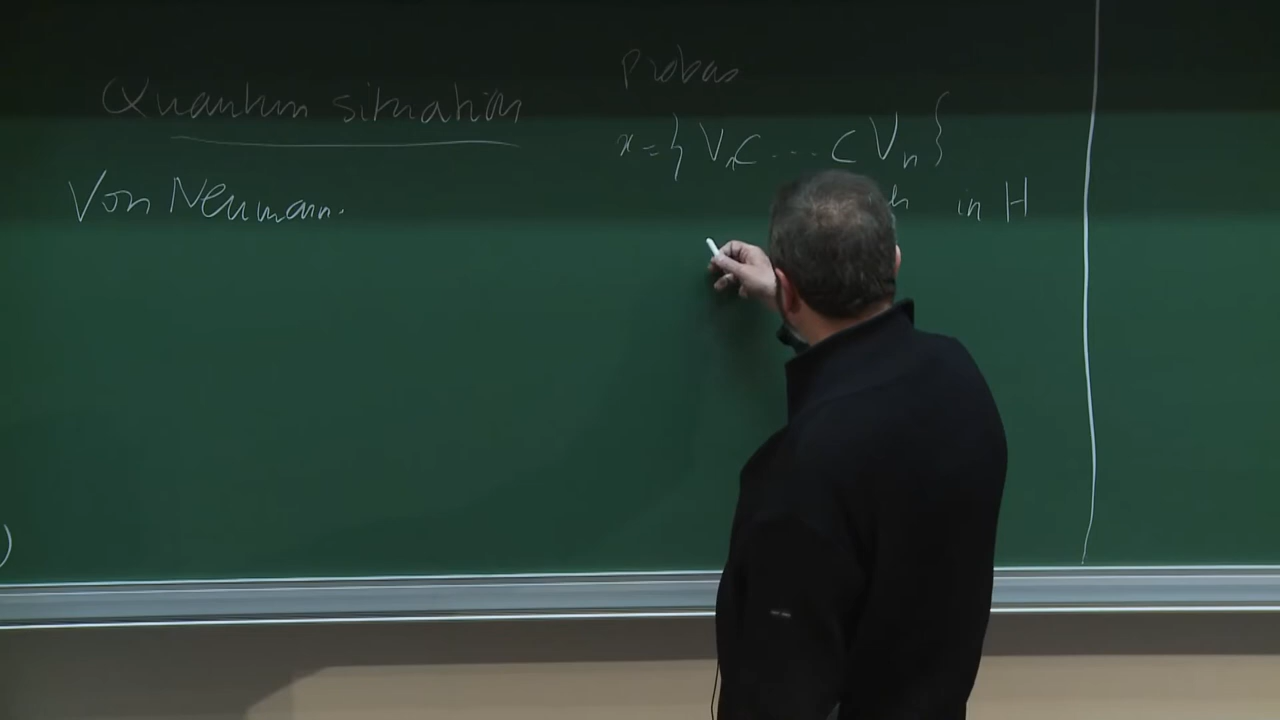 Quantum situation
Von Neumann.
Probas
x = { V₁ ⊂ ... ⊂ Vₙ }
in H
)